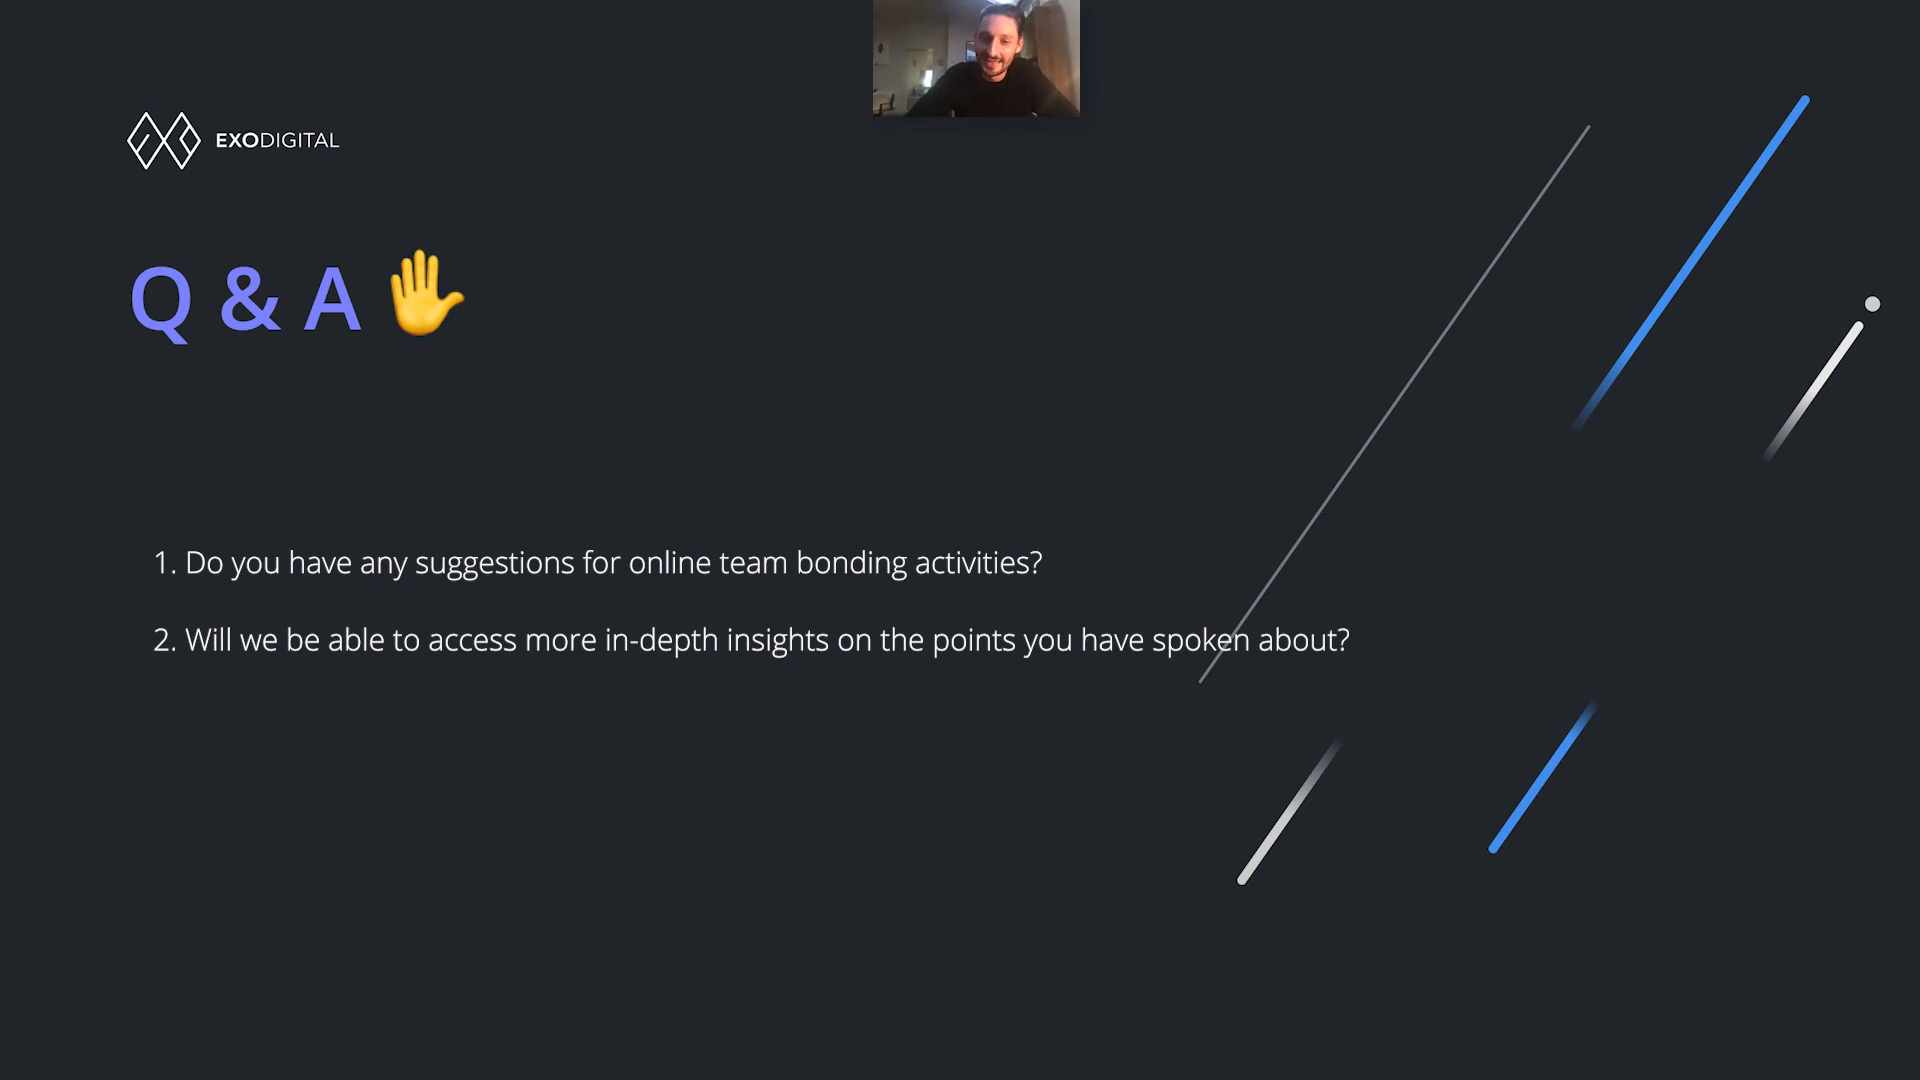 EXODIGITAL
Q & A ✋
1. Do you have any suggestions for online team bonding activities?
2. Will we be able to access more in-depth insights on the points you have spoken about?